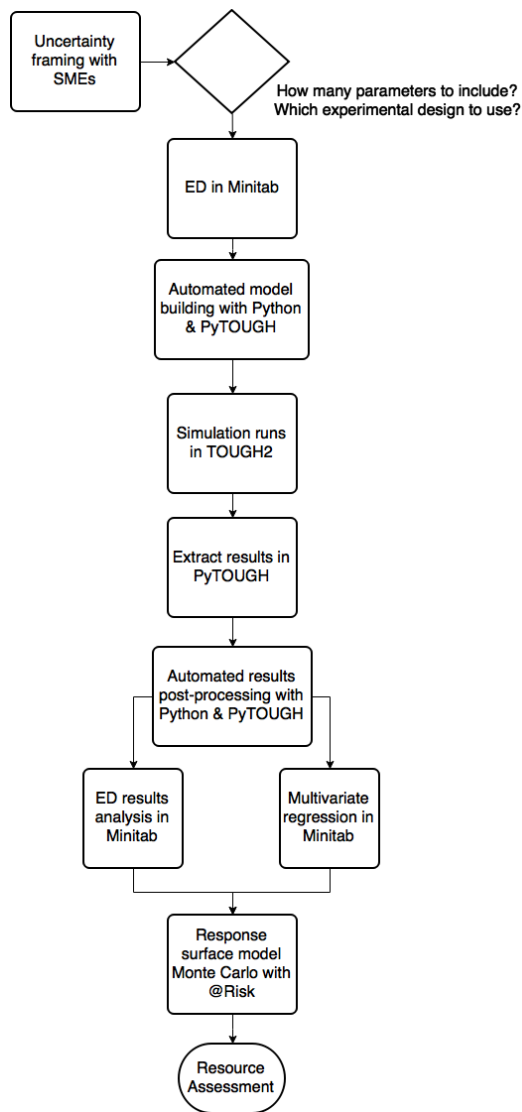 Uncertainty
framing with
SMEs
How many parameters to include?
Which experimental design to use?
ED in Minitab
Automated model
building with Python
& PyTOUGH
Simulation runs
in TOUGH2
Extract results in
PyTOUGH
Automated results
post-processing with
Python & PyTOUGH
ED results
analysis in
Minitab
Multivariate
regression in
Minitab
Response
surface model
Monte Carlo with
@Risk
Resource
Assessment